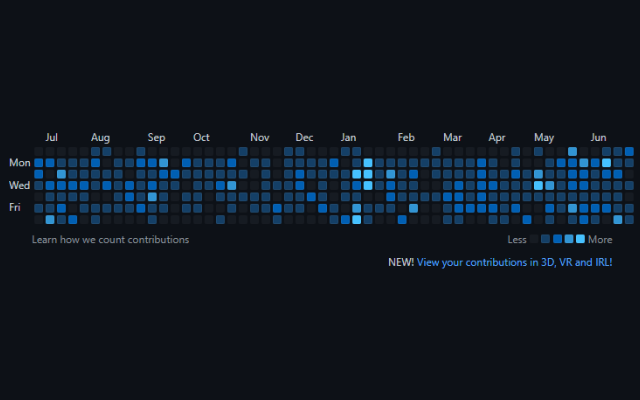 Jul Aug Sep Oct Nov Dec Jan Feb Mar Apr May Jun
Mon
Wed
Fri
Learn how we count contributions Less More
NEW! View your contributions in 3D, VR and IRL!